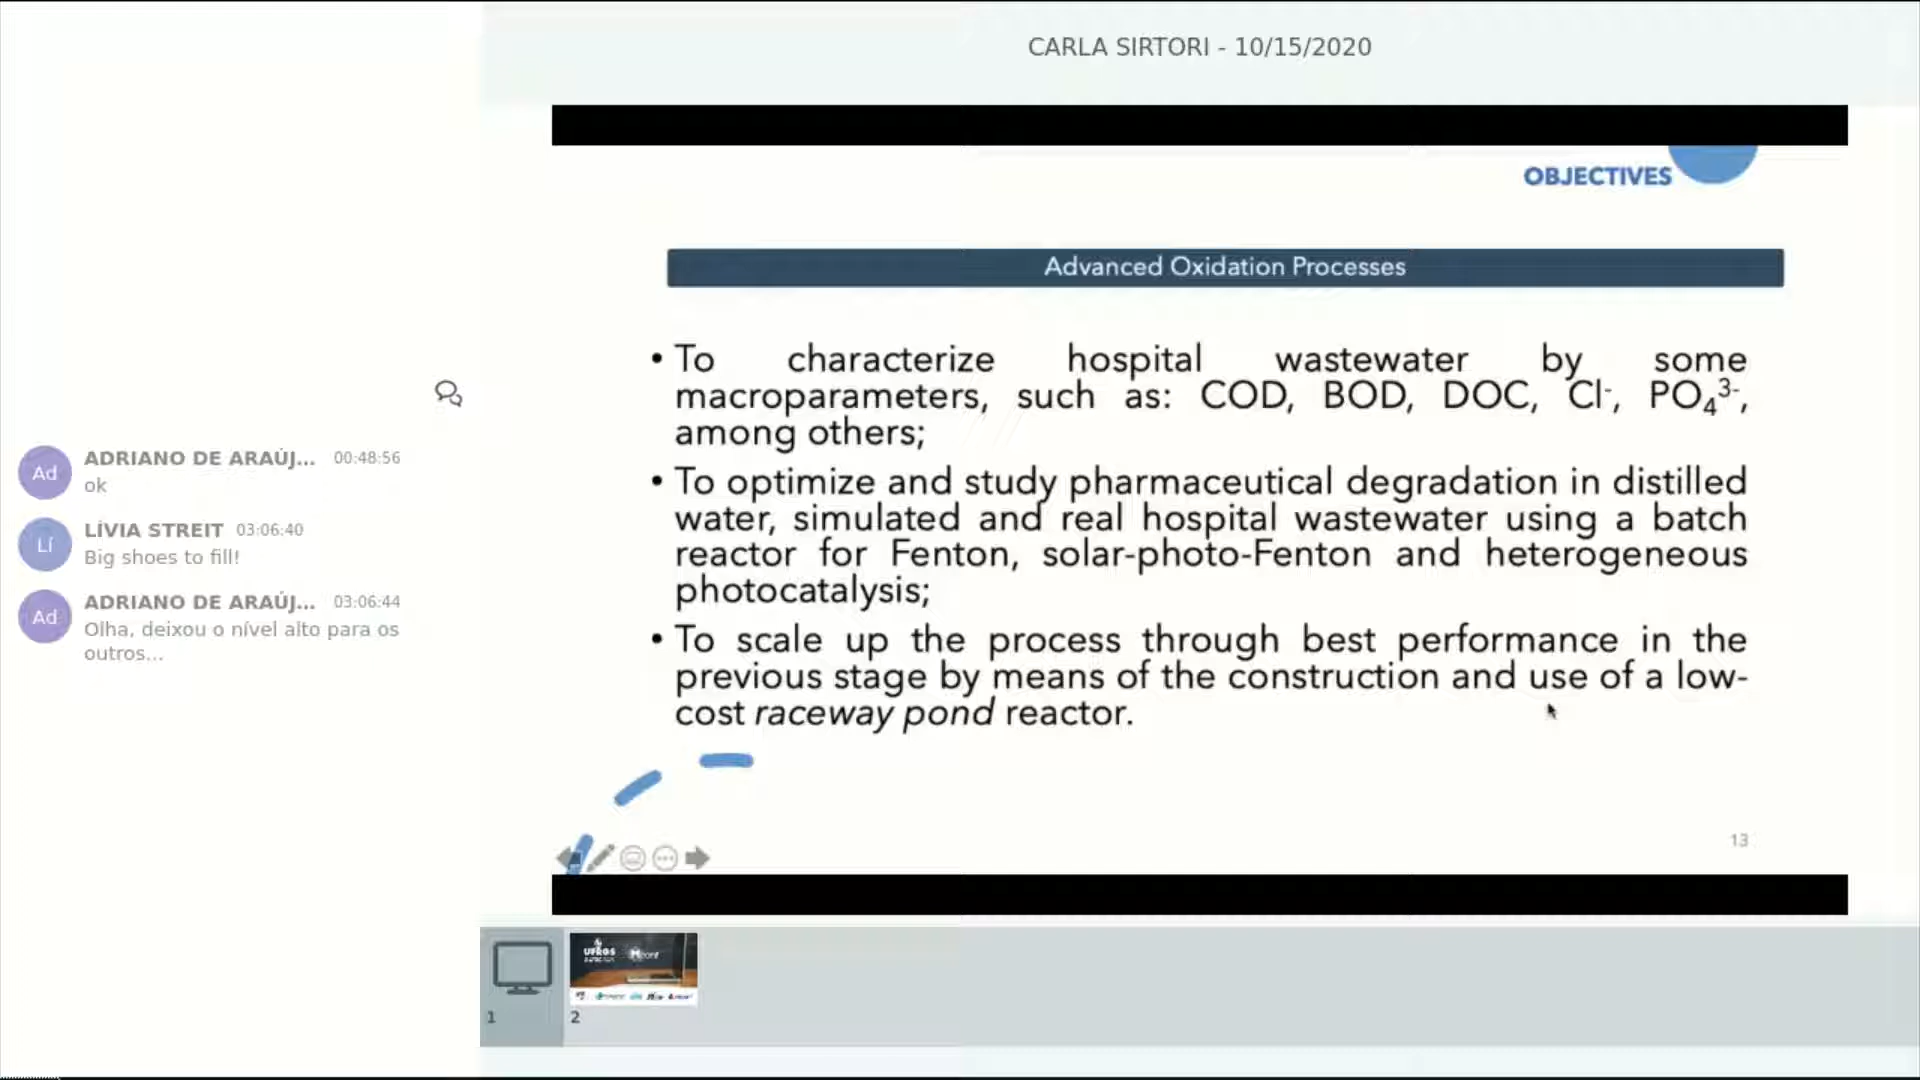 CARLA SIRTORI - 10/15/2020
OBJECTIVES
Advanced Oxidation Processes
• To characterize hospital wastewater by some
macroparameters, such as: COD, BOD, DOC, Cl⁻, PO₄³⁻,
among others;
• To optimize and study pharmaceutical degradation in distilled
water, simulated and real hospital wastewater using a batch
reactor for Fenton, solar-photo-Fenton and heterogeneous
photocatalysis;
• To scale up the process through best performance in the
previous stage by means of the construction and use of a low-
cost raceway pond reactor.
13
Ad
ADRIANO DE ARAÚJ... 00:48:56
ok
Lí
LÍVIA STREIT 03:06:40
Big shoes to fill!
Ad
ADRIANO DE ARAÚJ... 03:06:44
Olha, deixou o nível alto para os
outros...
UFRGS
1
2